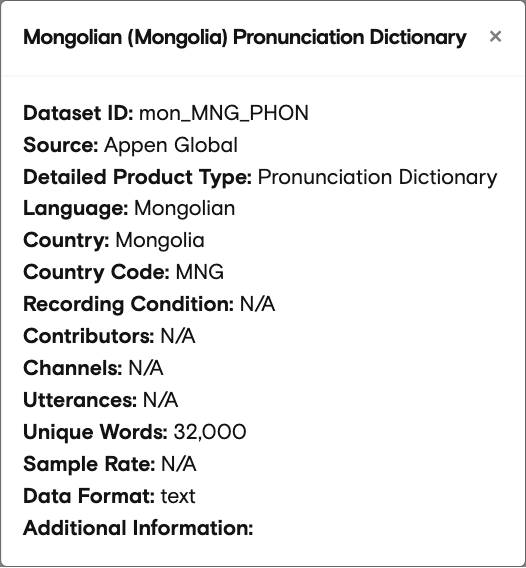 Mongolian (Mongolia) Pronunciation Dictionary ×
Dataset ID: mon_MNG_PHON
Source: Appen Global
Detailed Product Type: Pronunciation Dictionary
Language: Mongolian
Country: Mongolia
Country Code: MNG
Recording Condition: N/A
Contributors: N/A
Channels: N/A
Utterances: N/A
Unique Words: 32,000
Sample Rate: N/A
Data Format: text
Additional Information: